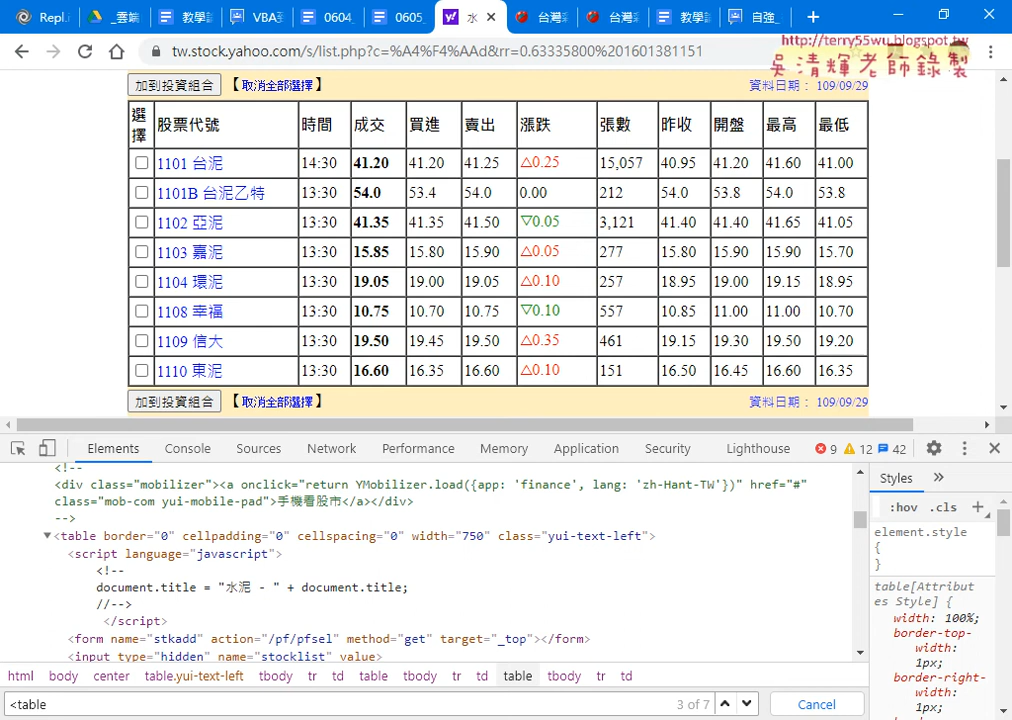 Repl.
_雲端
教學
VBA
0604
0605
水
台灣
台灣
教學
自強
tw.stock.yahoo.com/s/list.php?c=%A4%F4%AAd&rr=0.63335800%201601381151
http://terry55wu.blogspot.tw
吳清輝老師錄製
加到投資組合 【取消全部選擇】 資料日期： 109/09/29
選擇 股票代號 時間 成交 買進 賣出 漲跌 張數 昨收 開盤 最高 最低
1101 台泥 14:30 41.20 41.20 41.25 △0.25 15,057 40.95 41.20 41.60 41.00
1101B 台泥乙特 13:30 54.0 53.4 54.0 0.00 212 54.0 53.8 54.0 53.8
1102 亞泥 13:30 41.35 41.35 41.50 ▽0.05 3,121 41.40 41.40 41.65 41.05
1103 嘉泥 13:30 15.85 15.80 15.90 △0.05 277 15.80 15.90 15.90 15.70
1104 環泥 13:30 19.05 19.00 19.05 △0.10 257 18.95 19.00 19.15 18.95
1108 幸福 13:30 10.75 10.70 10.75 ▽0.10 557 10.85 11.00 11.00 10.70
1109 信大 13:30 19.50 19.45 19.50 △0.35 461 19.15 19.30 19.50 19.20
1110 東泥 13:30 16.60 16.35 16.60 △0.10 151 16.50 16.45 16.60 16.35
加到投資組合 【取消全部選擇】 資料日期： 109/09/29
Elements Console Sources Network Performance Memory Application Security Lighthouse 9 12 42
<!--
<div class="mobilizer"><a onclick="return YMobilizer.load({app: 'finance', lang: 'zh-Hant-TW'})" href="#"
class="mob-com yui-mobile-pad">手機看股市</a></div>
-->
<table border="0" cellpadding="0" cellspacing="0" width="750" class="yui-text-left">
<script language="javascript">
<!--
document.title = "水泥 - " + document.title;
//-->
</script>
<form name="stkadd" action="/pf/pfsel" method="get" target="_top"></form>
<input type="hidden" name="stocklist" value>
Styles »
:hov .cls +
element.style
{
}
table[Attribut
es Style] {
width: 100%;
border-top-
width:
1px;
border-right-
width:
1px;
html body center table.yui-text-left tbody tr td table tbody tr td table tbody tr td
<table 3 of 7 Cancel